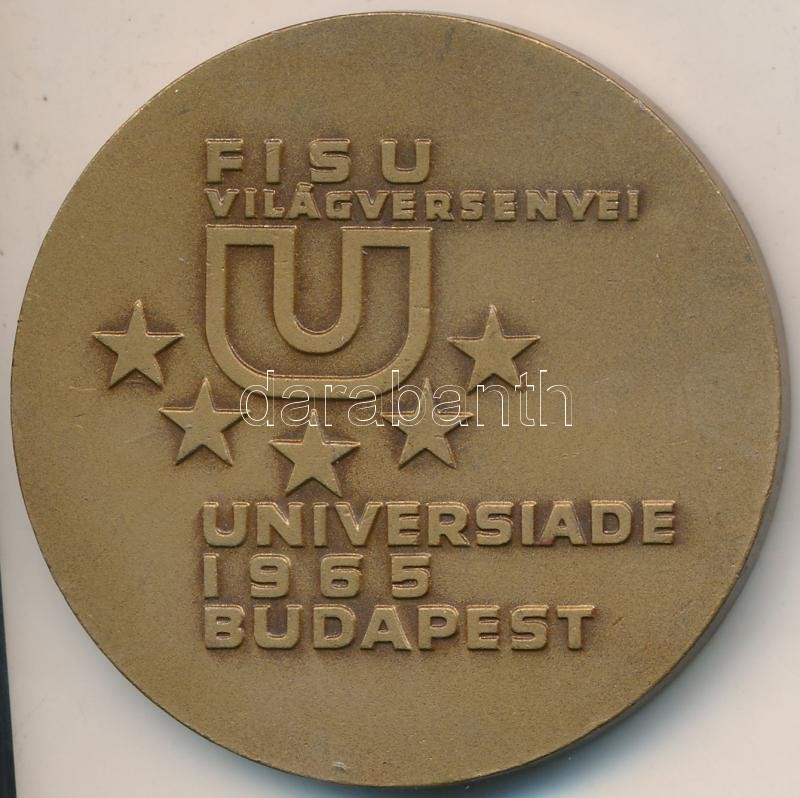 FISU
VILÁGVERSENYEI
U
darabanth
UNIVERSIADE
1965
BUDAPEST